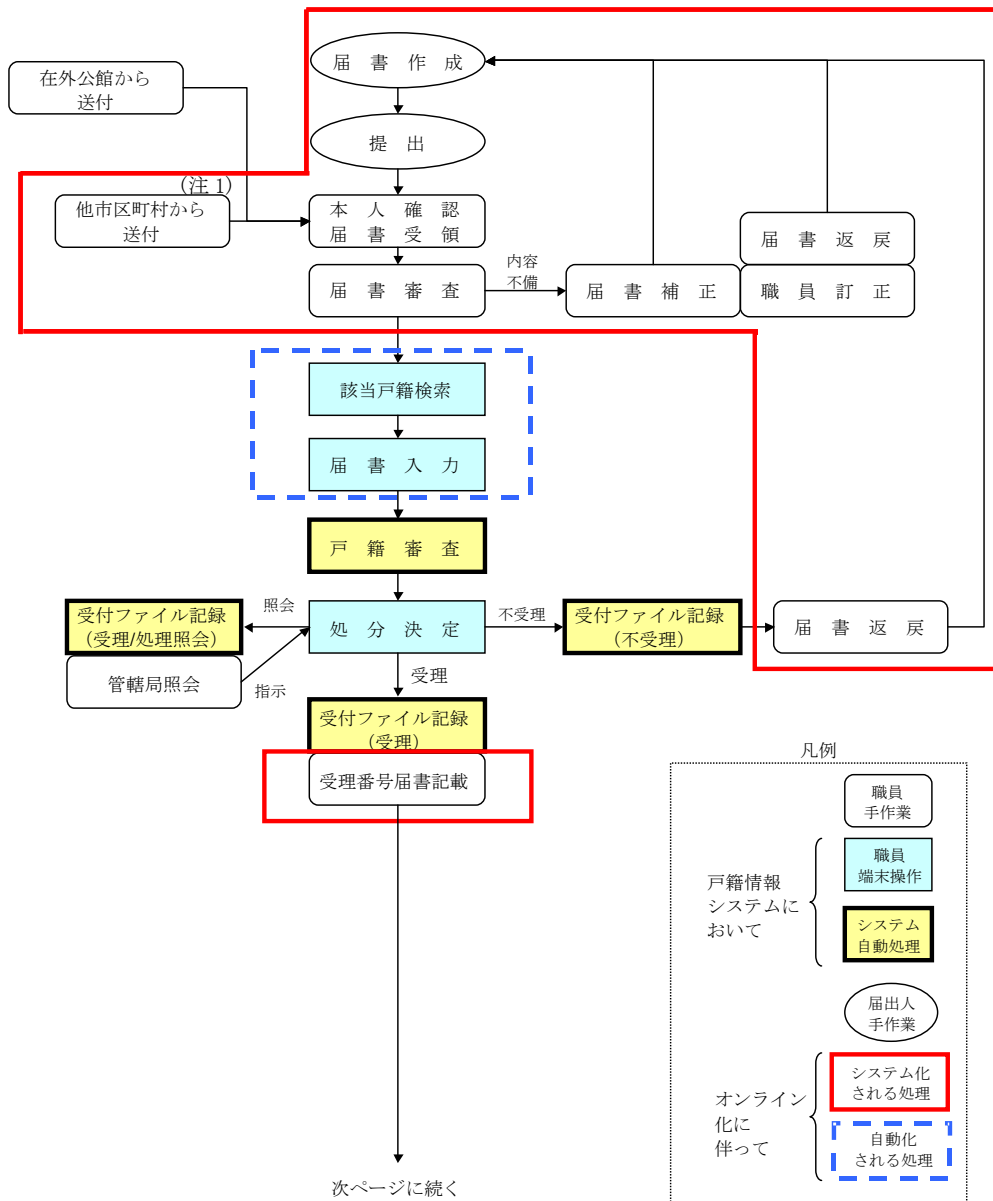 届書作成
在外公館から
送付
提出
(注1)
他市区町村から
送付
本人確認
届書受領
届書返戻
内容
不備
届書審査
届書補正
職員訂正
該当戸籍検索
届書入力
戸籍審査
受付ファイル記録
(受理/処理照会)
照会
処分決定
不受理
受付ファイル記録
(不受理)
届書返戻
管轄局照会
指示
受理
受付ファイル記録
(受理)
受理番号届書記載
凡例
職員
手作業
戸籍情報
システムに
おいて
職員
端末操作
システム
自動処理
届出人
手作業
オンライン
化に
伴って
システム化
される処理
自動化
される処理
次ページに続く